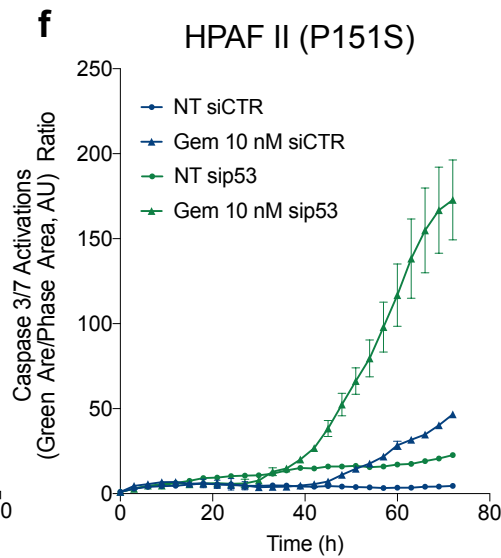 f
HPAF II (P151S)
250
200
150
100
50
0
NT siCTR
Gem 10 nM siCTR
NT sip53
Gem 10 nM sip53
Caspase 3/7 Activations
(Green Are/Phase Area, AU) Ratio
0
0 20 40 60 80
Time (h)